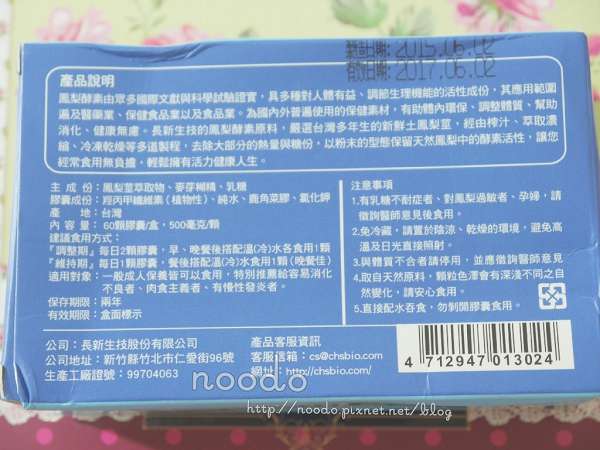 製造日期：2015.06.02
有效日期：2017.06.02
產品說明
鳳梨酵素由眾多國際文獻與科學試驗證實，具多種對人體有益、調節生理機能的活性成份，其應用範圍
遍及醫藥業、保健食品業以及食品業。為國內外普遍使用的保健素材，有助體內環保、調整體質、幫助
消化、健康無慮。長新生技的鳳梨酵素原料，嚴選台灣多年生的新鮮土鳳梨莖，經由榨汁、萃取濃
縮、冷凍乾燥等多道製程，去除大部分的熱量與糖份，以粉末的型態保留天然鳳梨中的酵素活性，讓您
經常食用無負擔，輕鬆擁有活力健康人生。
主 成 份：鳳梨莖萃取物、麥芽糊精、乳糖
膠囊成份：羥丙甲纖維素(植物性)、純水、鹿角菜膠、氯化鉀
產　　地：台灣
內 容 量：60顆膠囊/盒，500毫克/顆
建議食用方式：
『調整期』每日2顆膠囊，早、晚餐後搭配溫(冷)水各食用1顆
『維持期』每日1顆膠囊，餐後搭配溫(冷)水食用1顆(晚餐佳)
適用對象：一般成人保養皆可以食用，特別推薦給容易消化
不良者、肉食主義者、有慢性發炎者。
保存期限：兩年
有效期限：盒面標示
注意事項
1.有乳糖不耐症者、對鳳梨過敏者、孕婦，請
徵詢醫師意見後食用。
2.免冷藏，請置於陰涼、乾燥的環境，避免高
溫及日光直接照射。
3.與體質不合者請停用，並應徵詢醫師意見
4.取自天然原料，顆粒色澤會有深淺不同之自
然變化，請安心食用。
5.直接配水吞食，勿剝開膠囊食用。
公司：長新生技股份有限公司
公司地址：新竹縣竹北市仁愛街96號
生產工廠證號：99704063
產品客服資訊
客服信箱：cs@chsbio.com
網址：http://chsbio.com
4 712947 013024
noodo
http://noodo.pixnet.net/blog